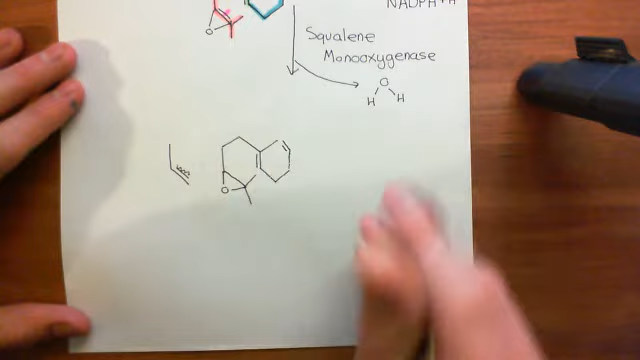 NADPH+H
O
Squalene
Monooxygenase
O
H H
O